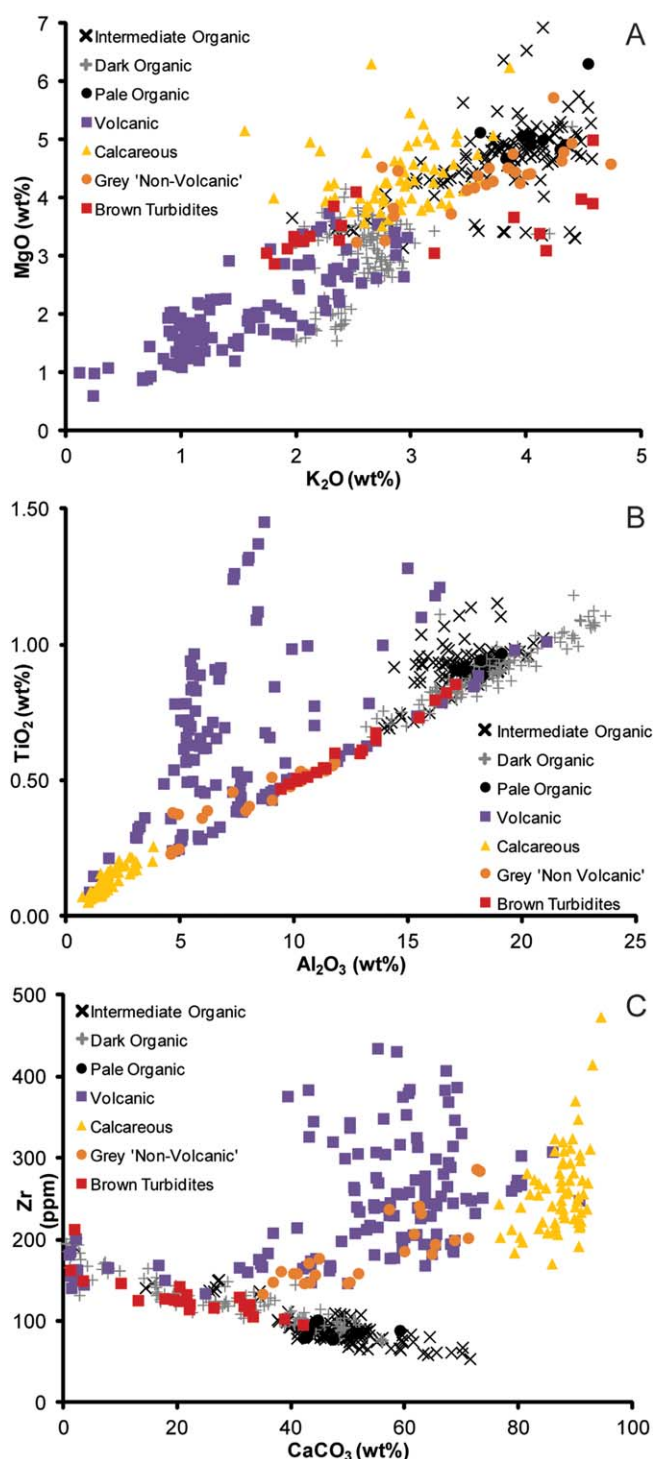 A
7
6
5
4
3
2
1
0
MgO (wt%)
Intermediate Organic
Dark Organic
Pale Organic
Volcanic
Calcareous
Grey 'Non-Volcanic'
Brown Turbidites
0 1 2 3 4 5
K₂O (wt%)
B
1.50
1.00
0.50
0.00
TiO₂ (wt%)
Intermediate Organic
Dark Organic
Pale Organic
Volcanic
Calcareous
Grey 'Non Volcanic'
Brown Turbidites
0 5 10 15 20 25
Al₂O₃ (wt%)
C
500
400
300
200
100
0
Zr
(ppm)
Intermediate Organic
Dark Organic
Pale Organic
Volcanic
Calcareous
Grey 'Non-Volcanic'
Brown Turbidites
0 20 40 60 80 100
CaCO₃ (wt%)